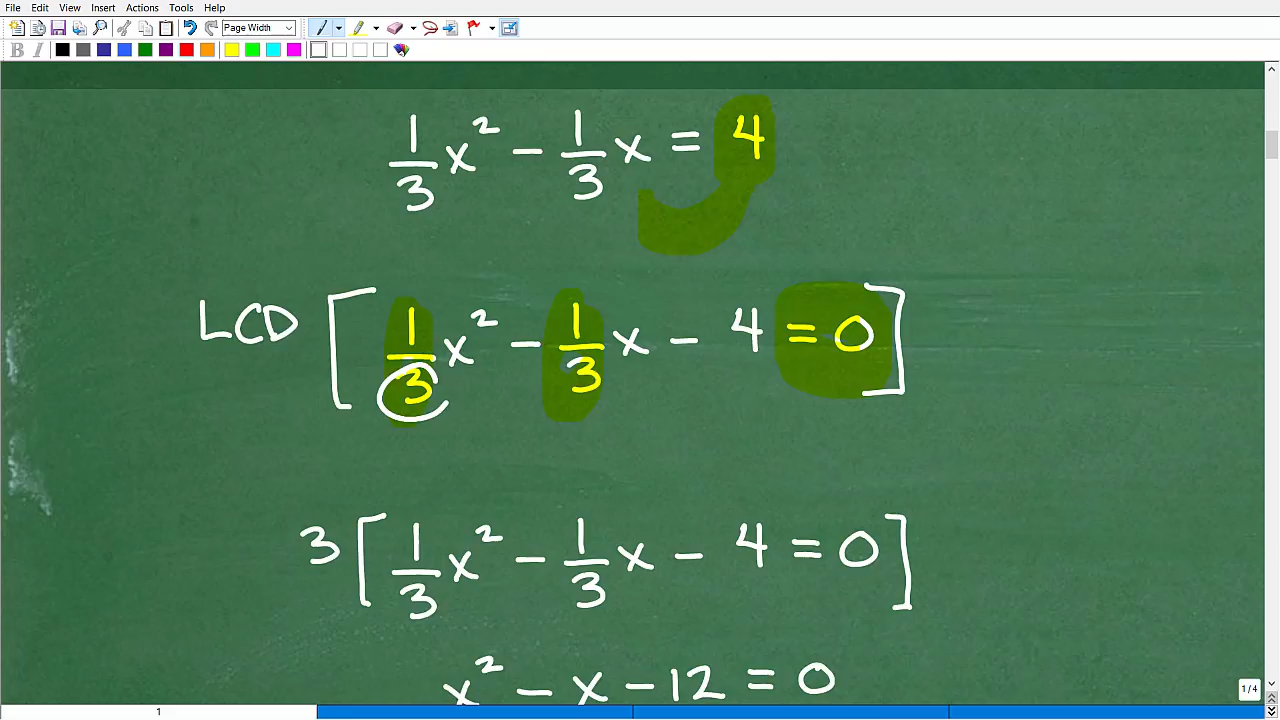 File Edit View Insert Actions Tools Help
Page Width
B I
1/3 x² - 1/3 x = 4
LCD [ 1/3 x² - 1/3 x - 4 = 0 ]
3 [ 1/3 x² - 1/3 x - 4 = 0 ]
x² - x - 12 = 0
1/4
1